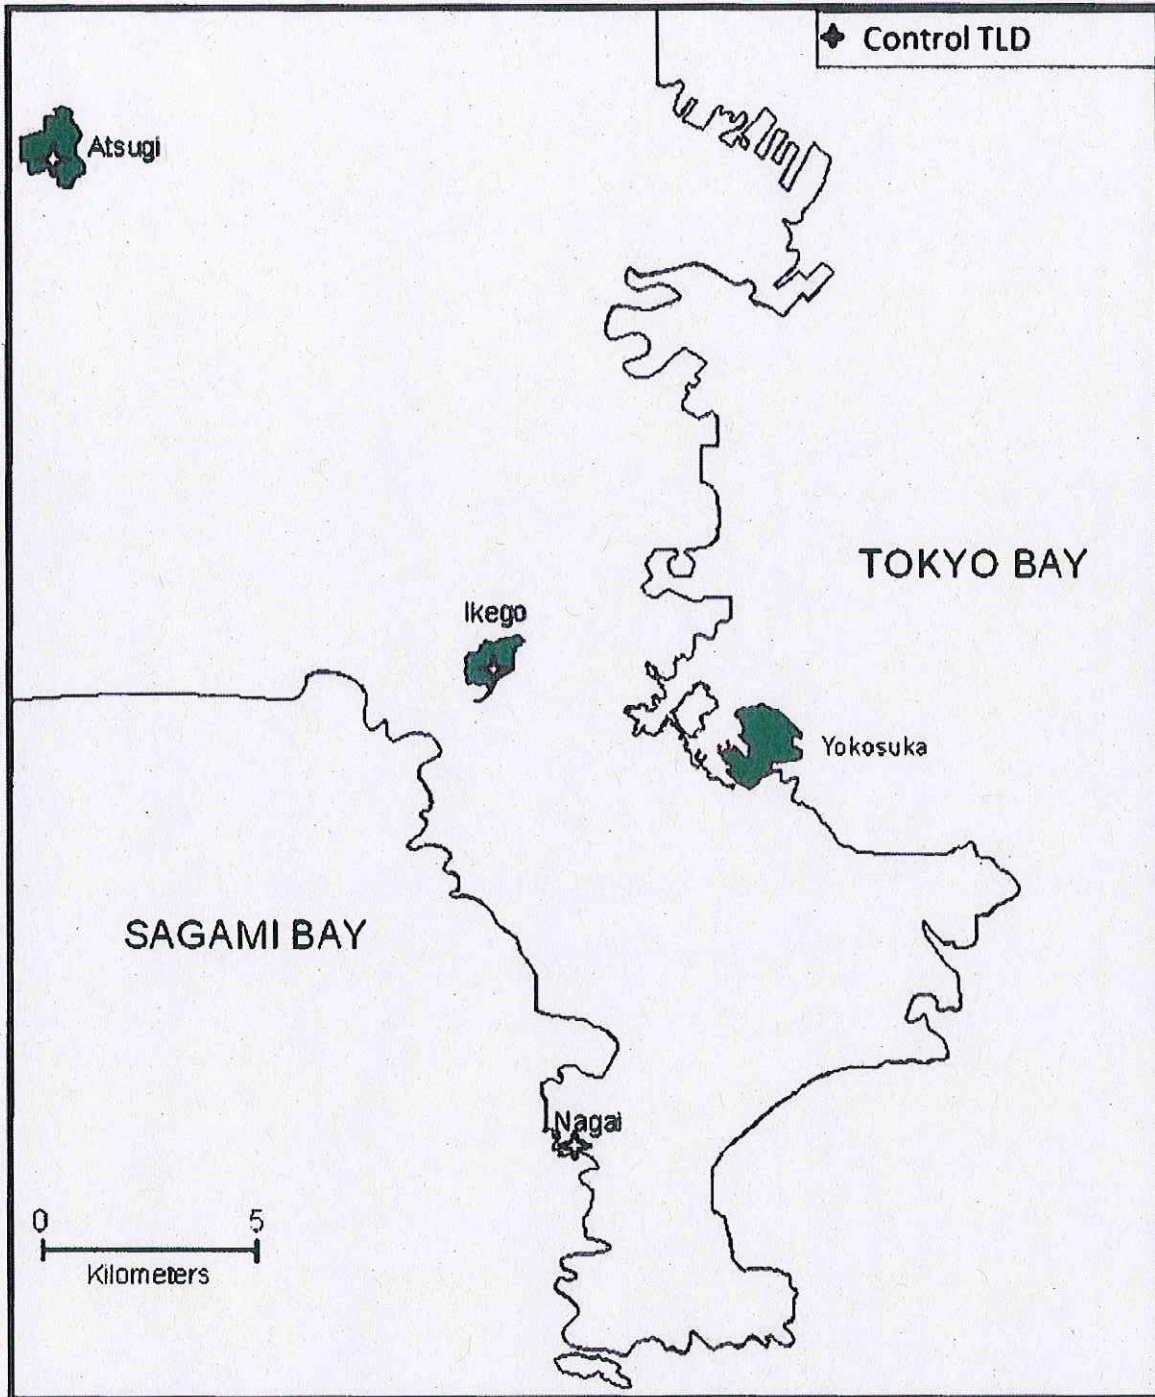 Control TLD
Atsugi
TOKYO BAY
Ikego
Yokosuka
SAGAMI BAY
Nagai
0 5
Kilometers